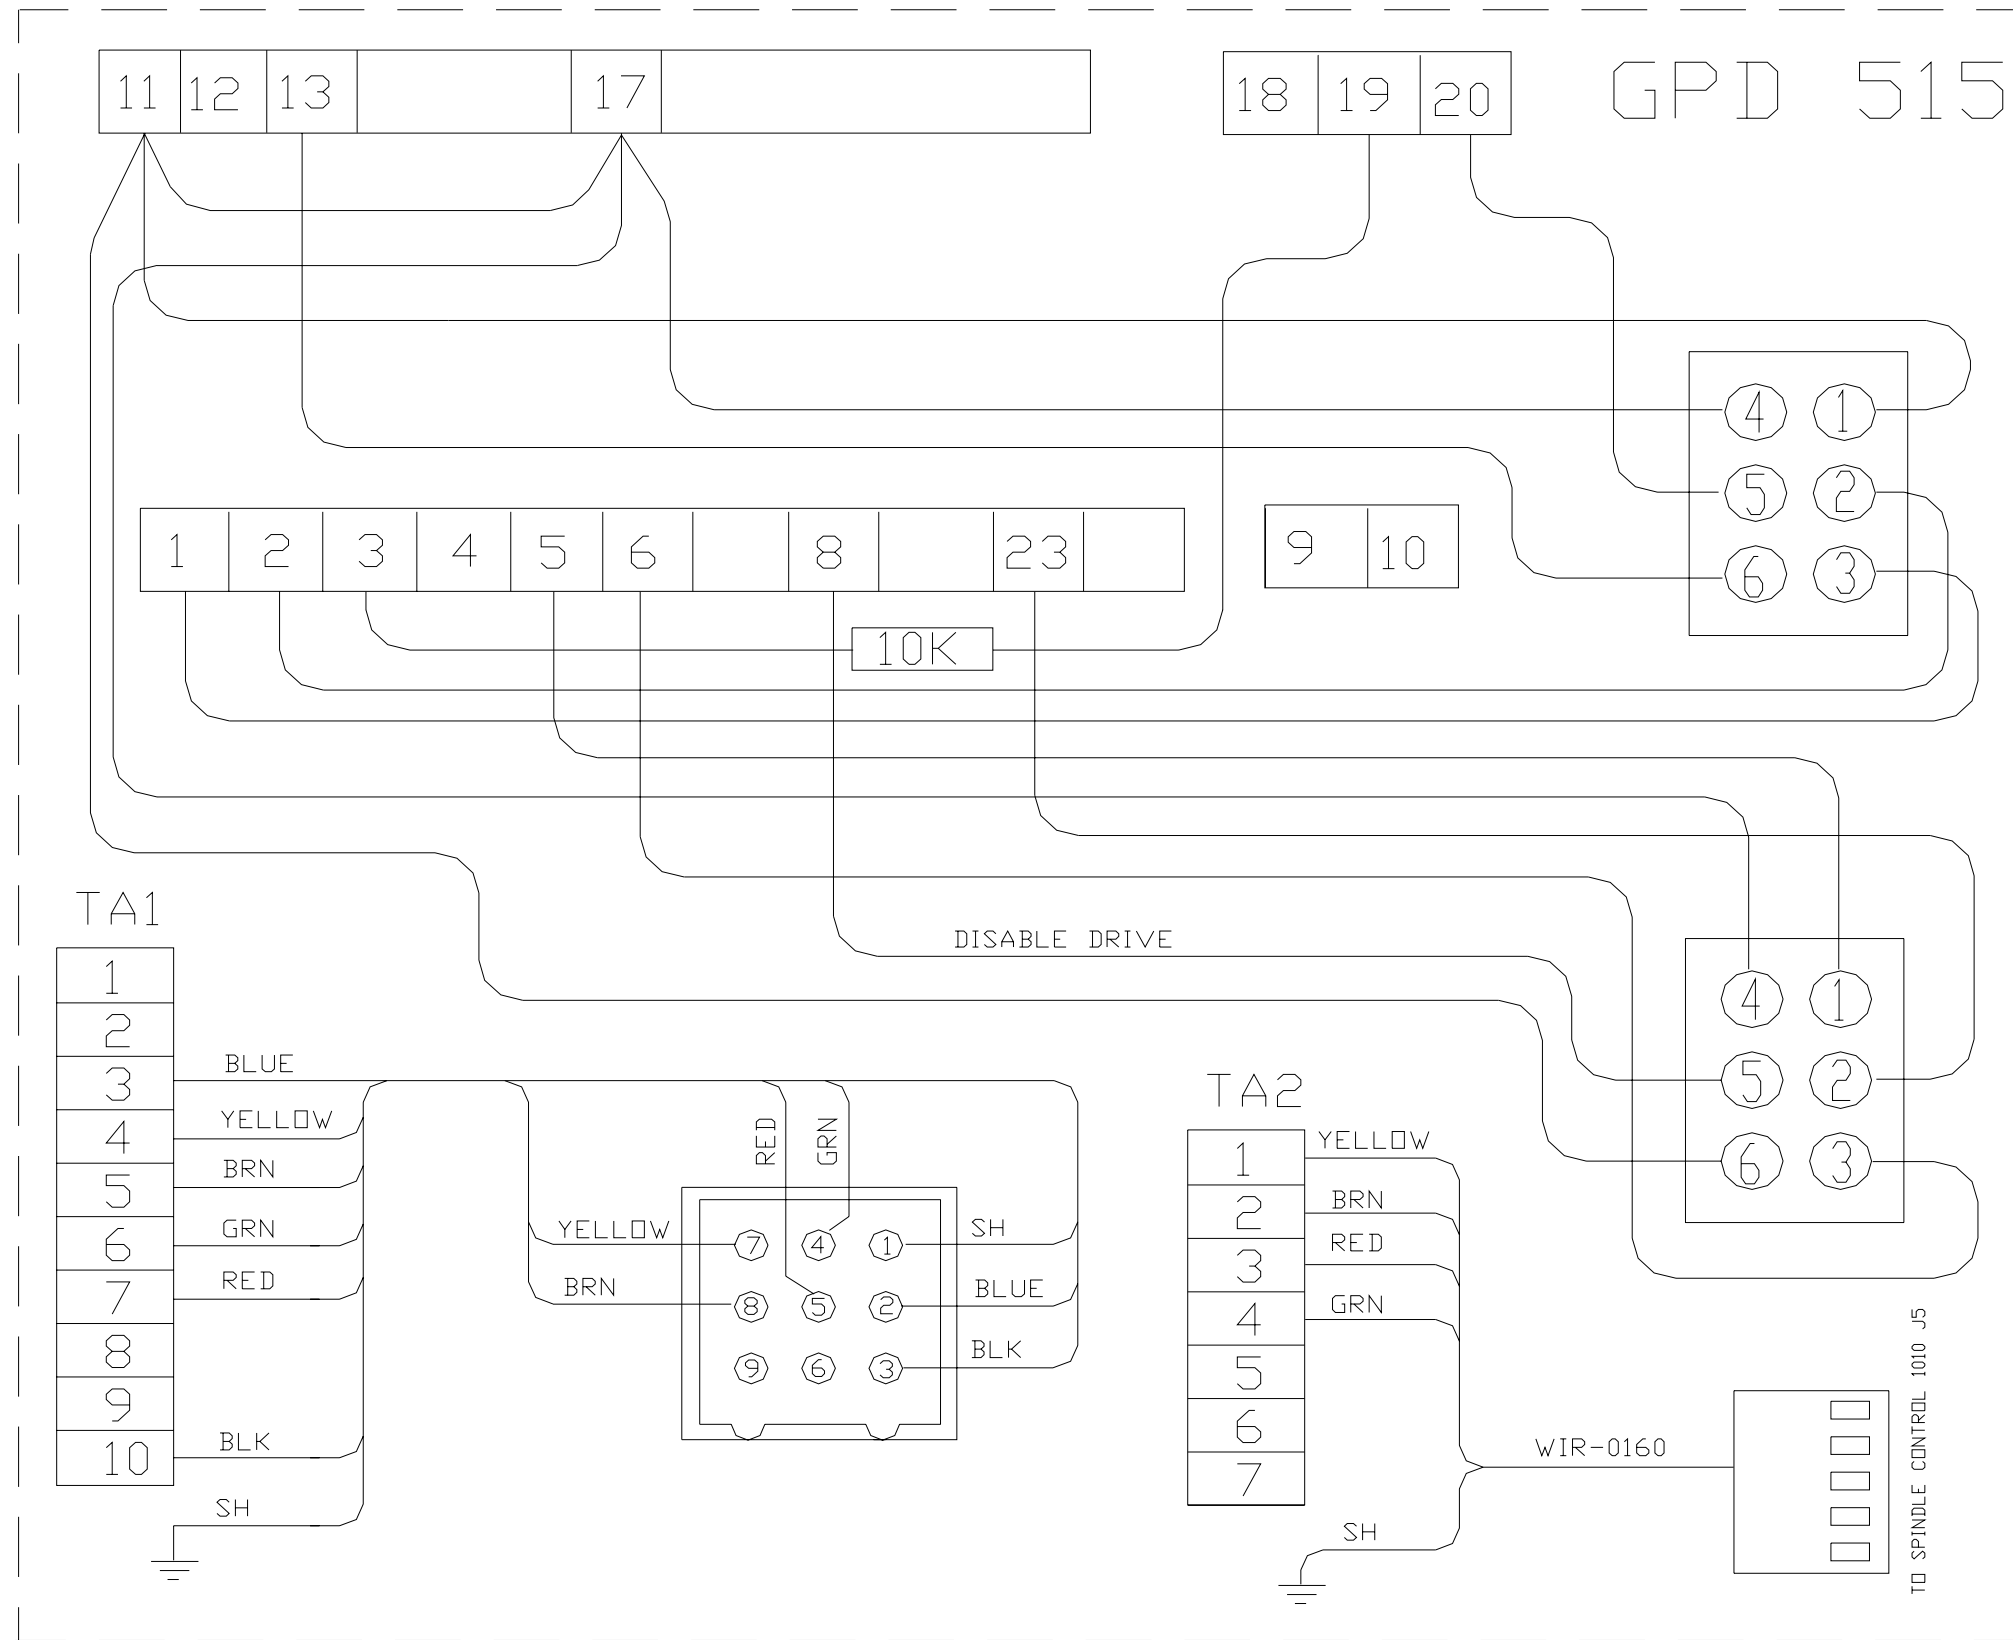 11 12 13 17 18 19 20 GPD 515
4 1
5 2
6 3
1 2 3 4 5 6 8 23 9 10
10K
DISABLE DRIVE
4 1
5 2
6 3
TA1
1
2
3 BLUE
4 YELLOW
5 BRN
6 GRN
7 RED
8
9
10 BLK
SH
RED GRN
YELLOW 7 4 1 SH
BRN 8 5 2 BLUE
9 6 3 BLK
TA2
1 YELLOW
2 BRN
3 RED
4 GRN
5
6
7
SH
WIR-0160
TO SPINDLE CONTROL 1010 J5